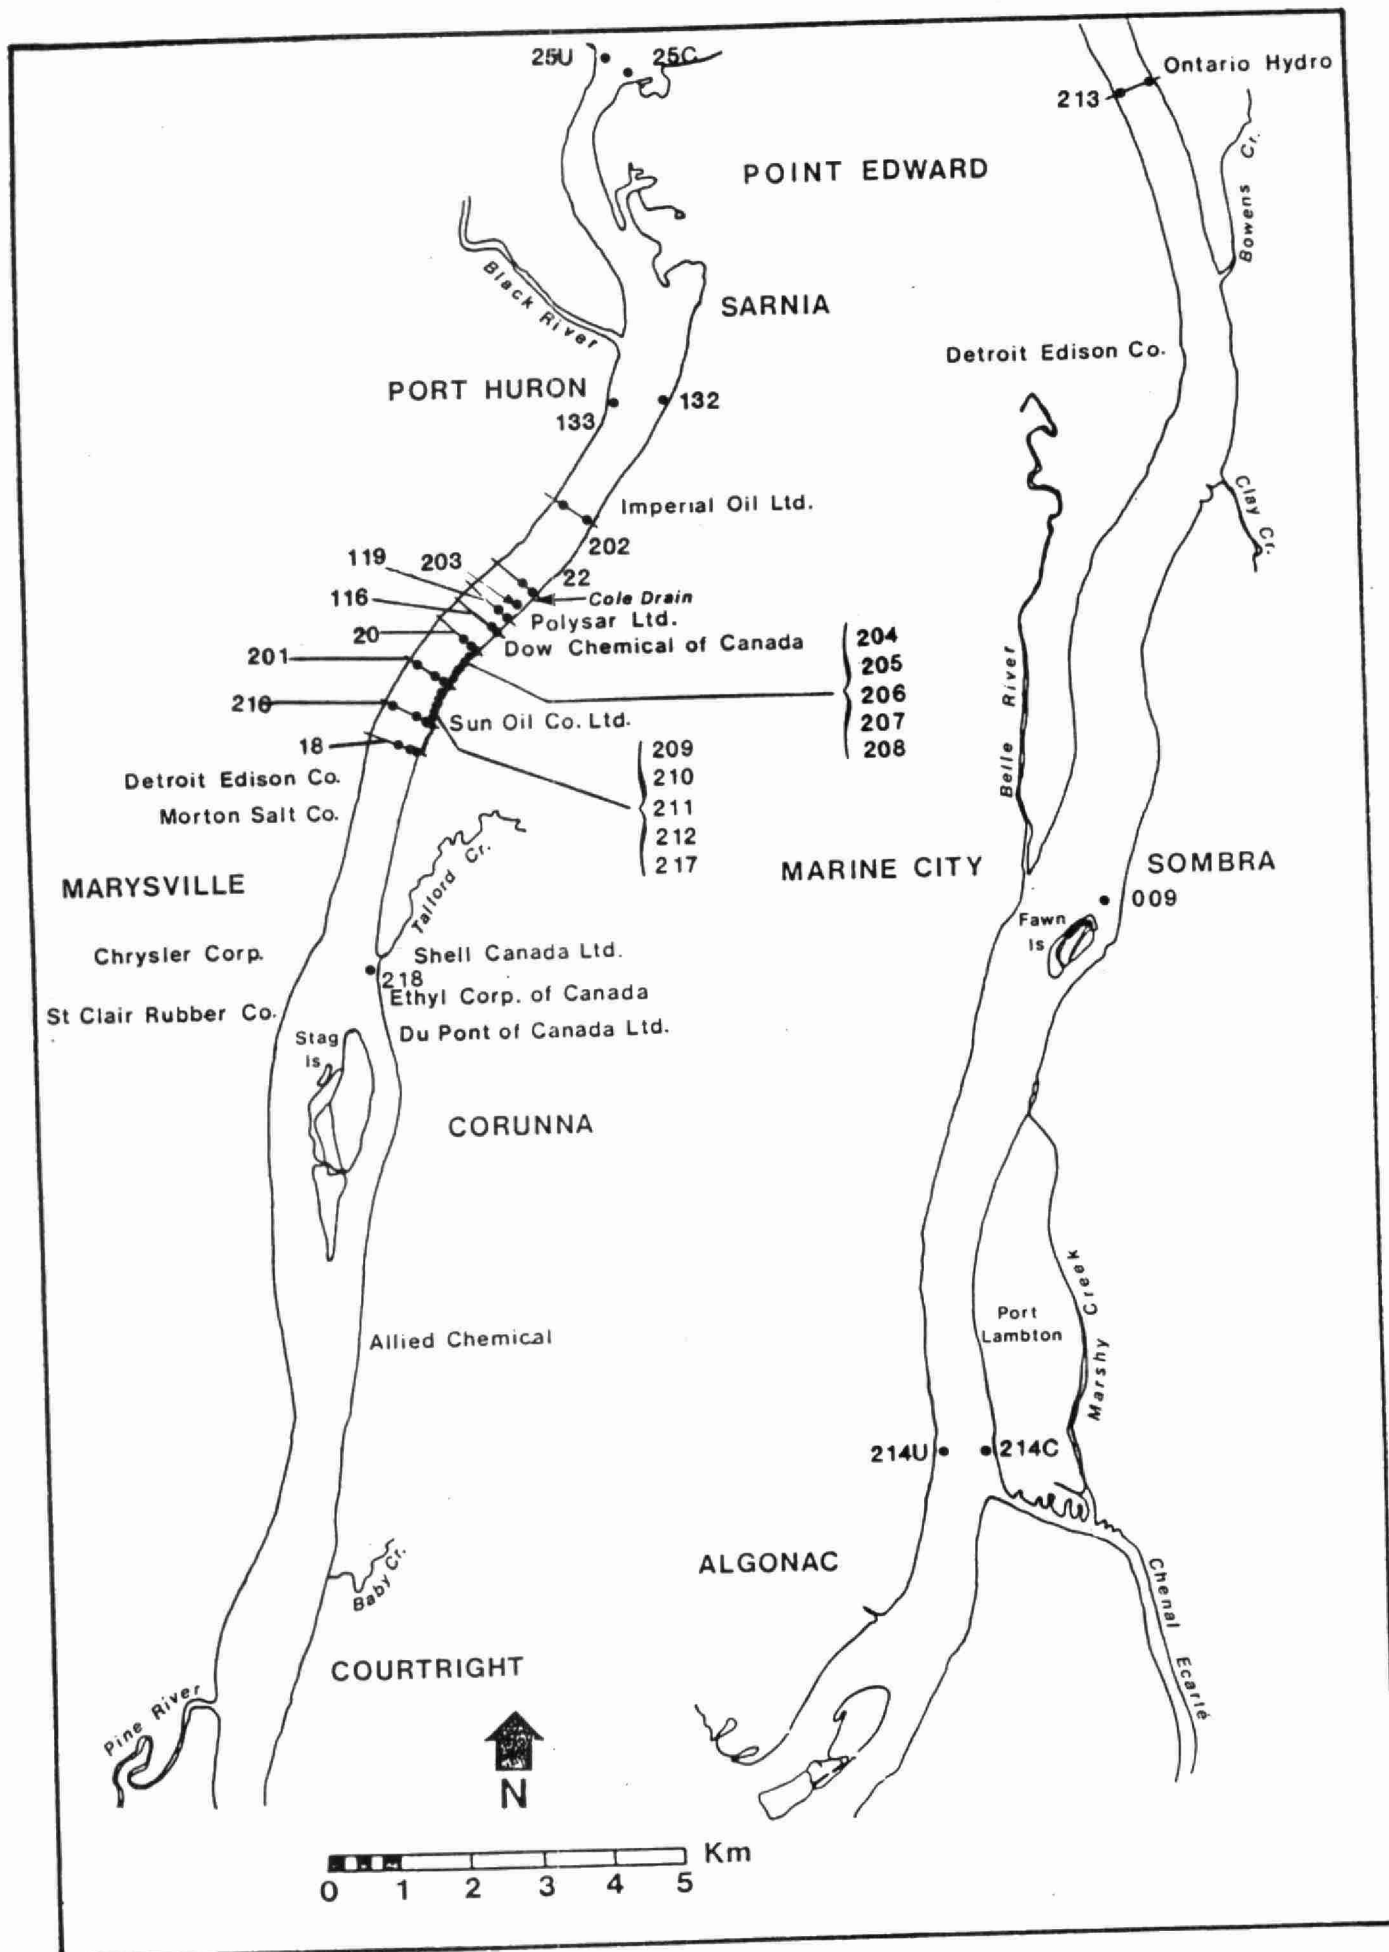 25U
25C
POINT EDWARD
Black River
SARNIA
PORT HURON
133
132
Imperial Oil Ltd.
202
119
203
22
Cole Drain
116
Polysar Ltd.
20
Dow Chemical of Canada
201
204
205
206
207
208
Sun Oil Co. Ltd.
18
209
210
211
212
217
Detroit Edison Co.
Morton Salt Co.
Talford Cr.
MARYSVILLE
Chrysler Corp.
Shell Canada Ltd.
218
Ethyl Corp. of Canada
St Clair Rubber Co.
Du Pont of Canada Ltd.
Stag
Is
CORUNNA
Allied Chemical
Baby Cr.
COURTRIGHT
Pine River
N
Km
0 1 2 3 4 5
Ontario Hydro
213
Bowens Cr.
Detroit Edison Co.
Clay Cr.
Belle River
MARINE CITY
SOMBRA
009
Fawn
Is
Port
Lambton
Marshy Creek
214U
214C
ALGONAC
Chenal Ecarté